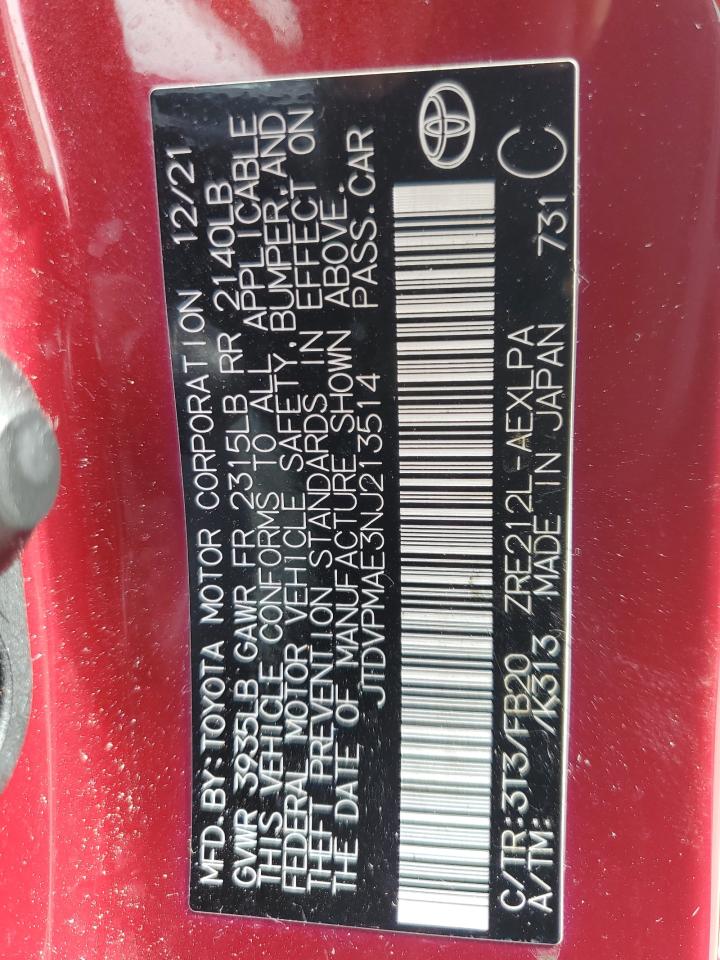 MFD.BY:TOYOTA MOTOR CORPORATION 12/21
GVWR 3935LB GAWR FR 2315LB RR 2140LB
THIS VEHICLE CONFORMS TO ALL APPLICABLE
FEDERAL MOTOR VEHICLE SAFETY,BUMPER,AND
THEFT PREVENTION STANDARDS IN EFFECT ON
THE DATE OF MANUFACTURE SHOWN ABOVE.
JTDVPMAE3NJ213514 PASS.CAR
C/TR:3T3/FB20 ZRE212L-AEXLPA
A/TM: /K313 MADE IN JAPAN 731 C